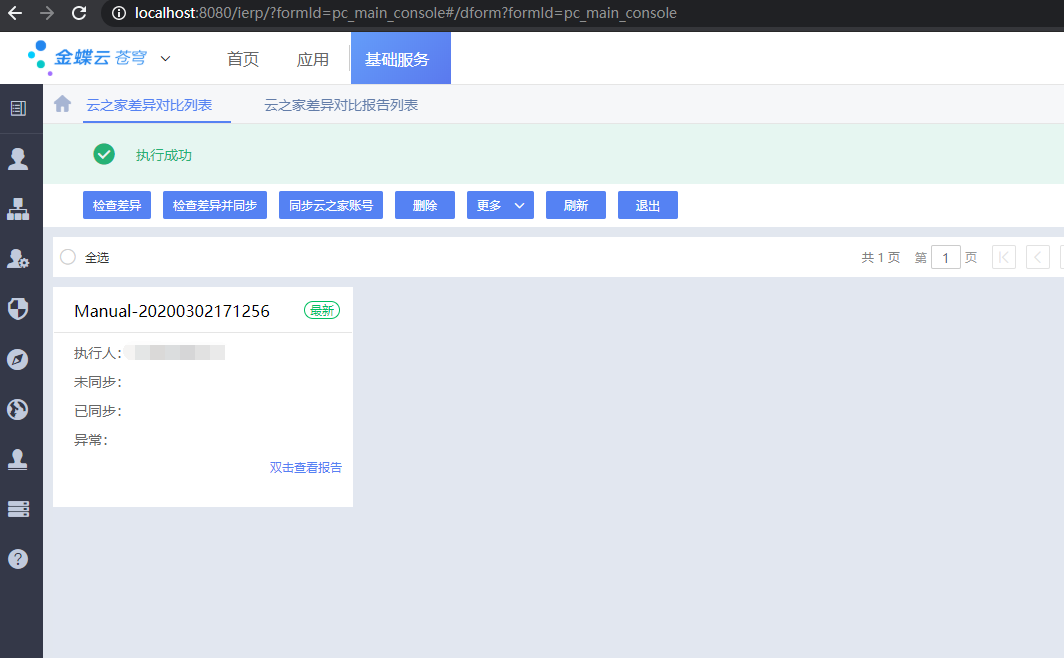 localhost:8080/ierp/?formId=pc_main_console#/dform?formId=pc_main_console
金蝶云 苍穹 首页 应用 基础服务
云之家差异对比列表 云之家差异对比报告列表
执行成功
检查差异 检查差异并同步 同步云之家账号 删除 更多 刷新 退出
全选 共 1 页 第 1 页
Manual-20200302171256 最新
执行人:
未同步:
已同步:
异常:
双击查看报告